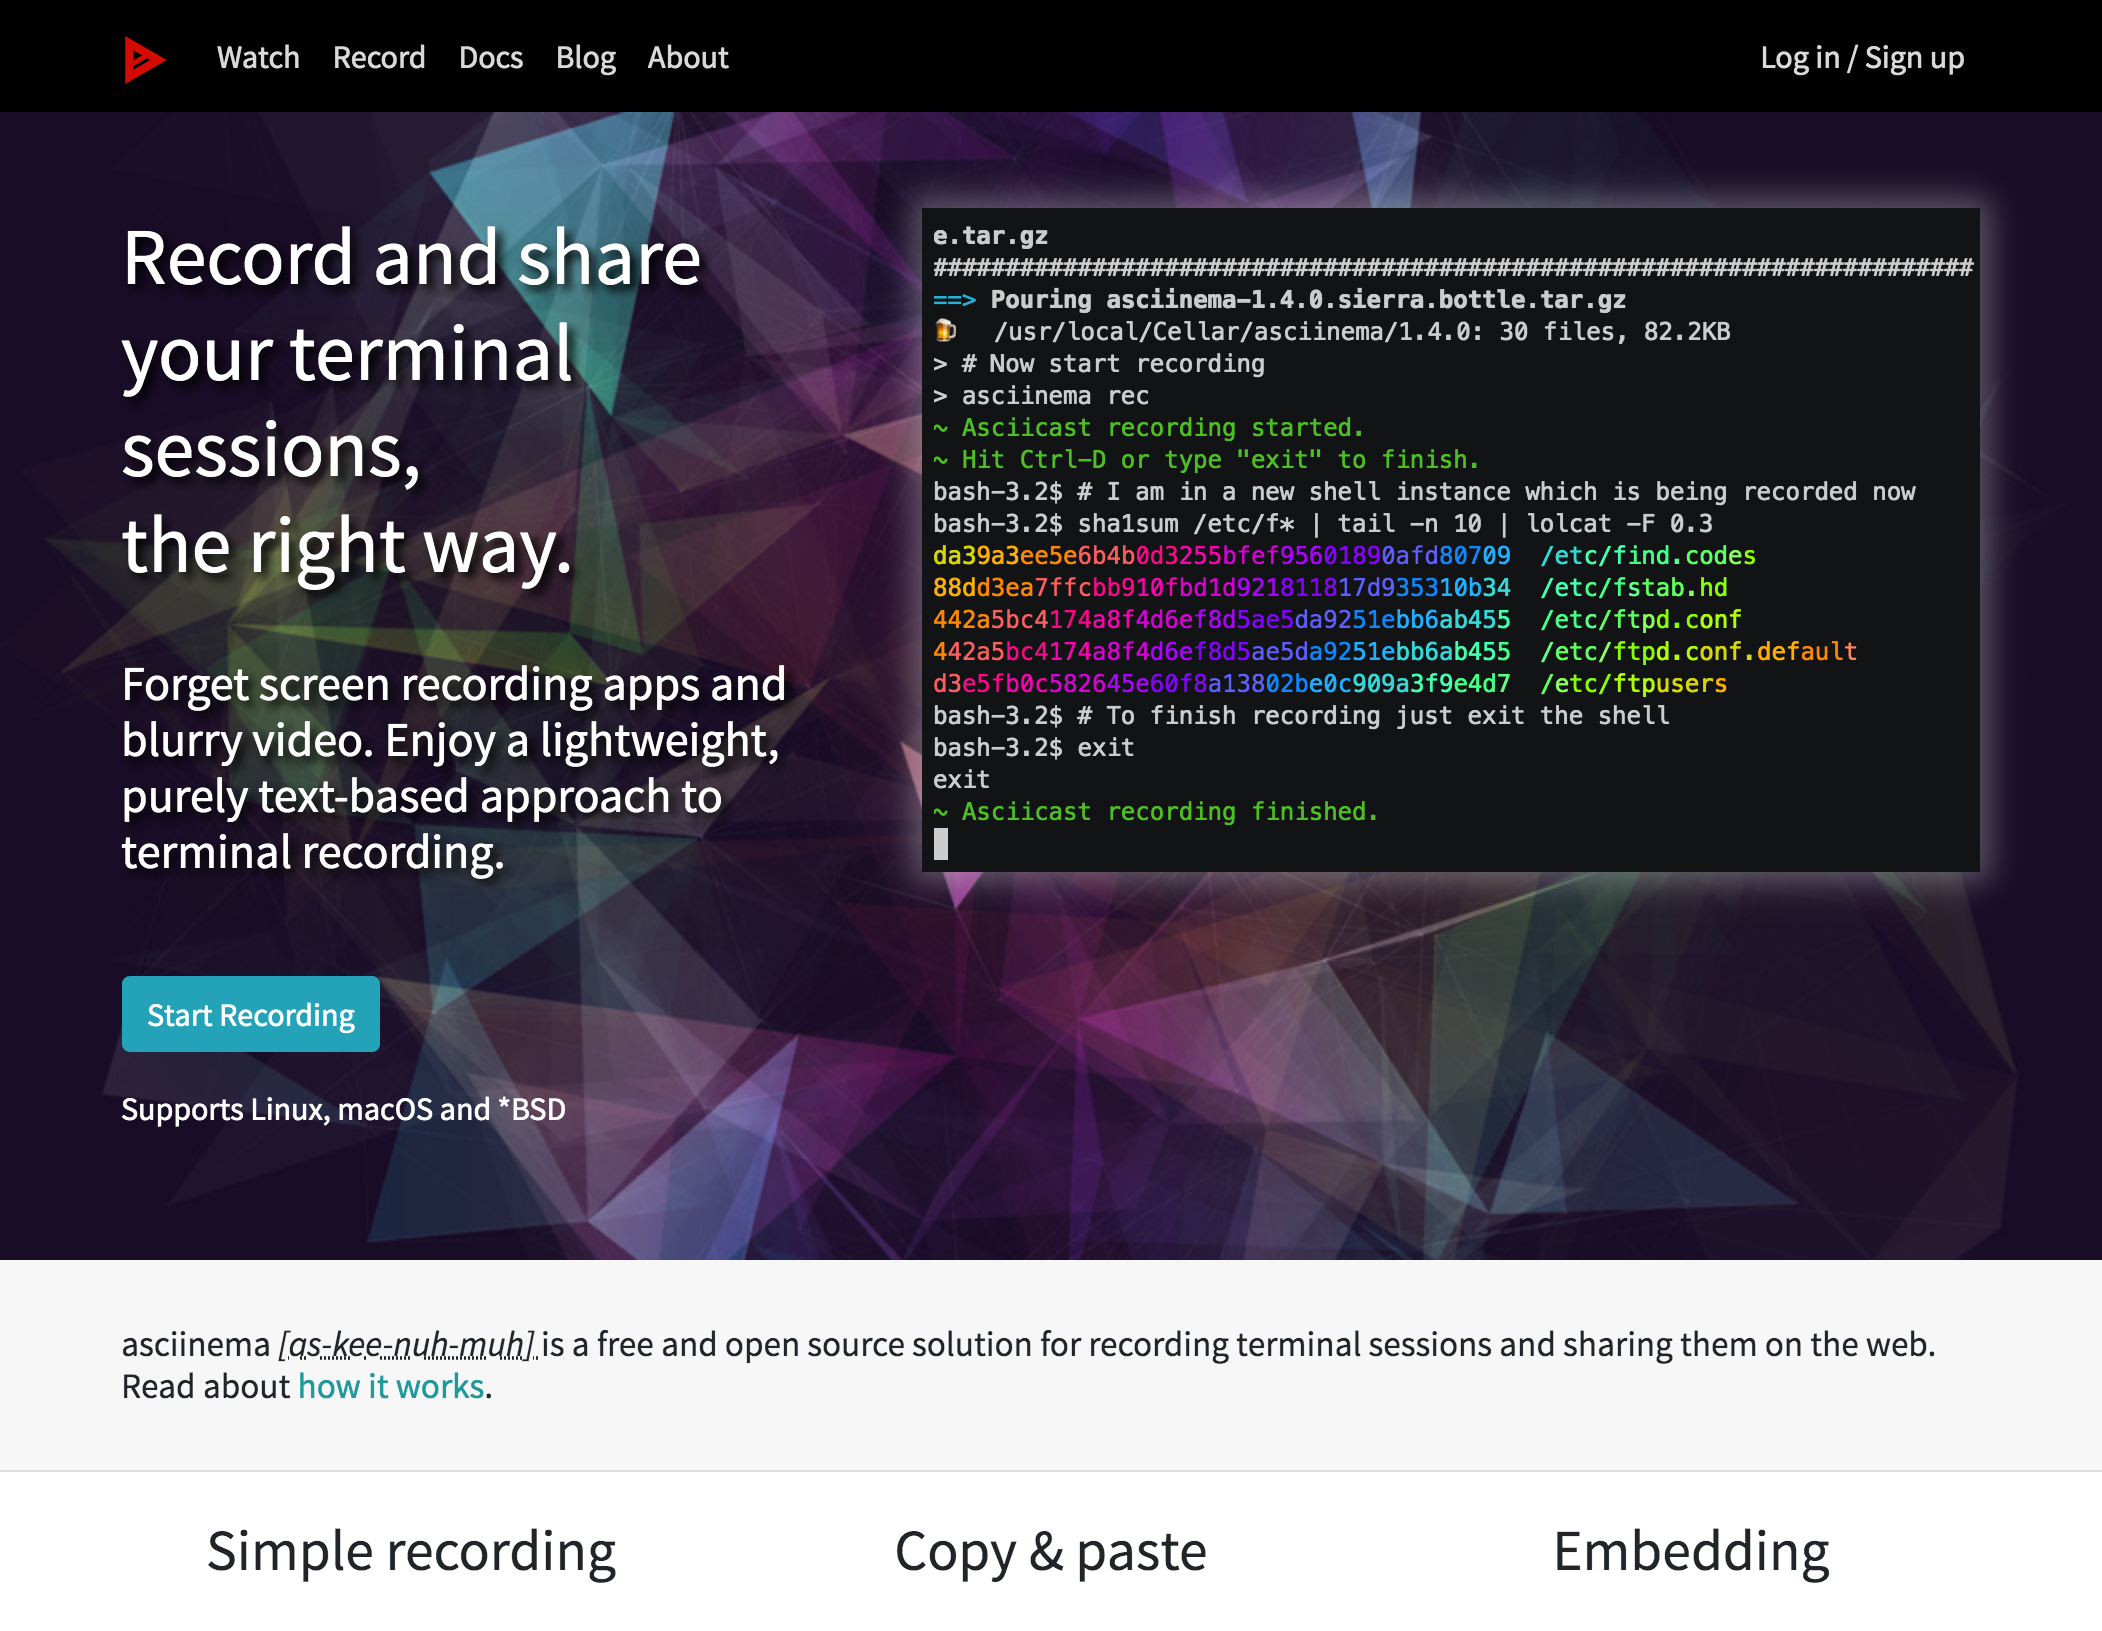 Watch Record Docs Blog About Log in / Sign up
Record and share
your terminal
sessions,
the right way.
Forget screen recording apps and
blurry video. Enjoy a lightweight,
purely text-based approach to
terminal recording.
Start Recording
Supports Linux, macOS and *BSD
e.tar.gz
########################################################################
==> Pouring asciinema-1.4.0.sierra.bottle.tar.gz
🍺 /usr/local/Cellar/asciinema/1.4.0: 30 files, 82.2KB
> # Now start recording
> asciinema rec
~ Asciicast recording started.
~ Hit Ctrl-D or type "exit" to finish.
bash-3.2$ # I am in a new shell instance which is being recorded now
bash-3.2$ sha1sum /etc/f* | tail -n 10 | lolcat -F 0.3
da39a3ee5e6b4b0d3255bfef95601890afd80709 /etc/find.codes
88dd3ea7ffcbb910fbd1d921811817d935310b34 /etc/fstab.hd
442a5bc4174a8f4d6ef8d5ae5da9251ebb6ab455 /etc/ftpd.conf
442a5bc4174a8f4d6ef8d5ae5da9251ebb6ab455 /etc/ftpd.conf.default
d3e5fb0c582645e60f8a13802be0c909a3f9e4d7 /etc/ftpusers
bash-3.2$ # To finish recording just exit the shell
bash-3.2$ exit
exit
~ Asciicast recording finished.
asciinema [as-kee-nuh-muh] is a free and open source solution for recording terminal sessions and sharing them on the web.
Read about how it works.
Simple recording
Copy & paste
Embedding